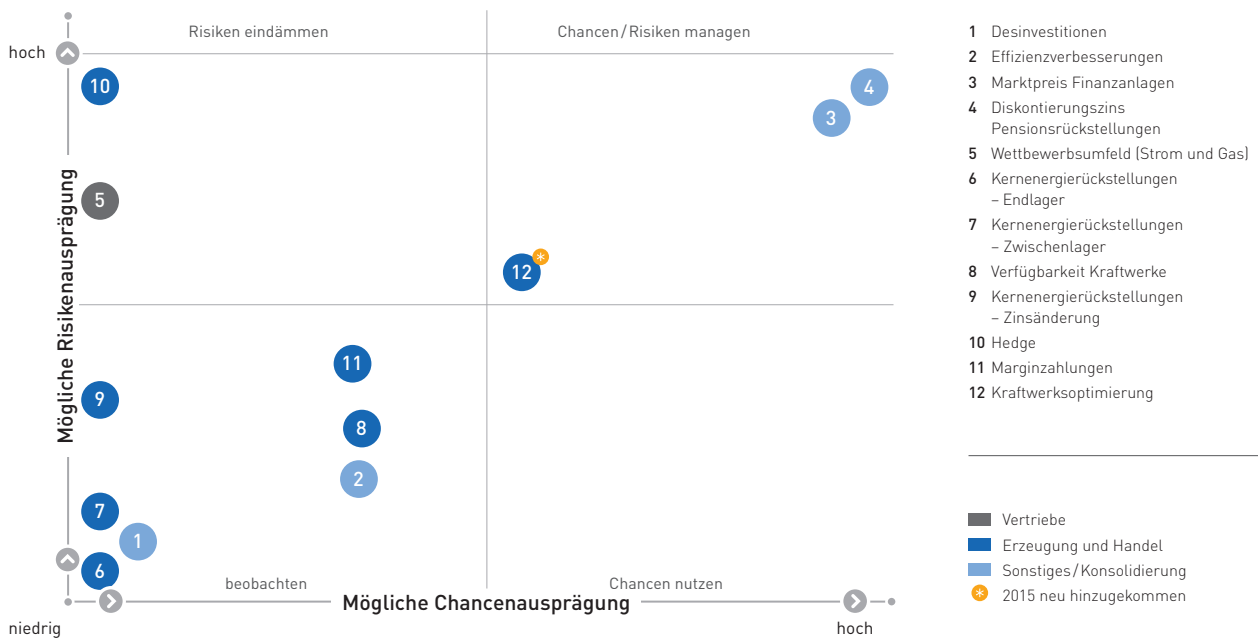 Risiken eindämmen
Chancen/Risiken managen
hoch
10
4
3
5
12
*
11
9
8
2
7
1
6
Mögliche Risikenausprägung
beobachten
Chancen nutzen
Mögliche Chancenausprägung
niedrig
hoch
1 Desinvestitionen
2 Effizienzverbesserungen
3 Marktpreis Finanzanlagen
4 Diskontierungszins
Pensionsrückstellungen
5 Wettbewerbsumfeld (Strom und Gas)
6 Kernenergierückstellungen
– Endlager
7 Kernenergierückstellungen
– Zwischenlager
8 Verfügbarkeit Kraftwerke
9 Kernenergierückstellungen
– Zinsänderung
10 Hedge
11 Marginzahlungen
12 Kraftwerksoptimierung
Vertriebe
Erzeugung und Handel
Sonstiges/Konsolidierung
* 2015 neu hinzugekommen